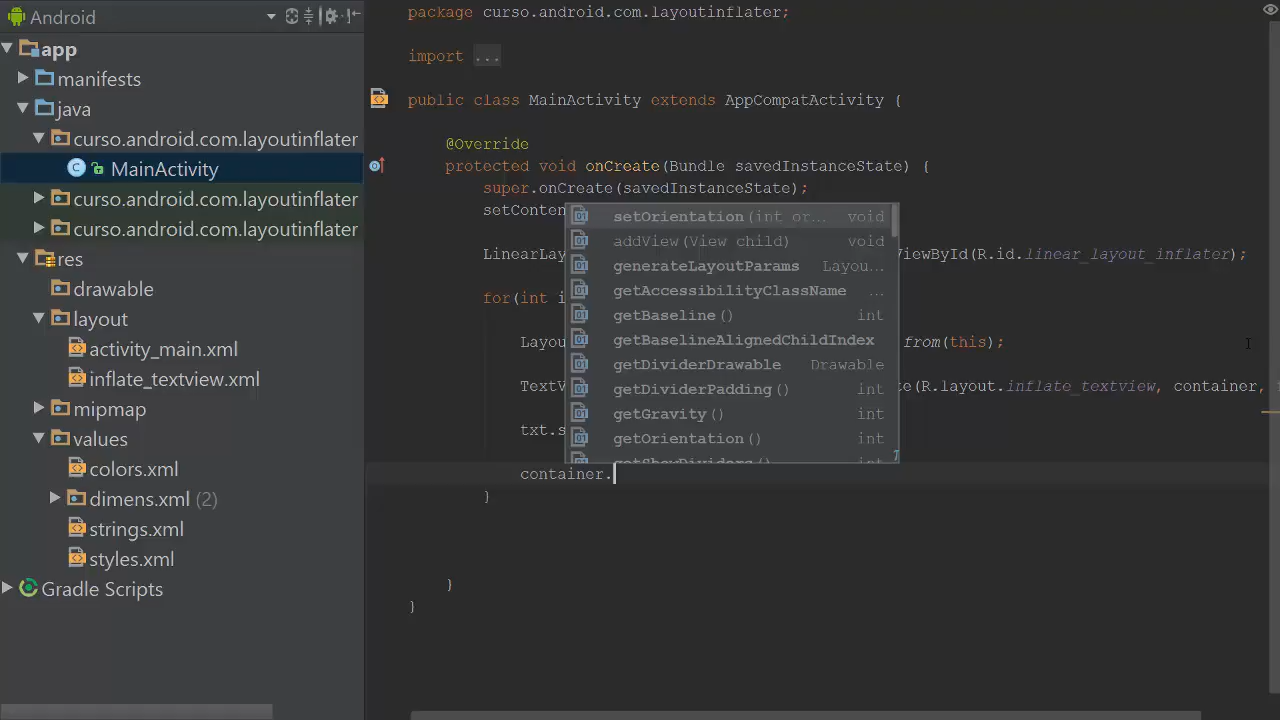 Android
app
manifests
java
curso.android.com.layoutinflater
MainActivity
curso.android.com.layoutinflater
curso.android.com.layoutinflater
res
drawable
layout
activity_main.xml
inflate_textview.xml
mipmap
values
colors.xml
dimens.xml (2)
strings.xml
styles.xml
Gradle Scripts
package curso.android.com.layoutinflater;
import ...
public class MainActivity extends AppCompatActivity {
@Override
protected void onCreate(Bundle savedInstanceState) {
super.onCreate(savedInstanceState);
setConten
LinearLay iewById(R.id.linear_layout_inflater);
for(int i
Layou from(this);
TextV te(R.layout.inflate_textview, container,
txt.s
container.
}
}
}
setOrientation(int or... void
addView(View child) void
generateLayoutParams Layou...
getAccessibilityClassName ...
getBaseline() int
getBaselineAlignedChildIndex
getDividerDrawable Drawable
getDividerPadding() int
getGravity() int
getOrientation() int
getShowDividers() int